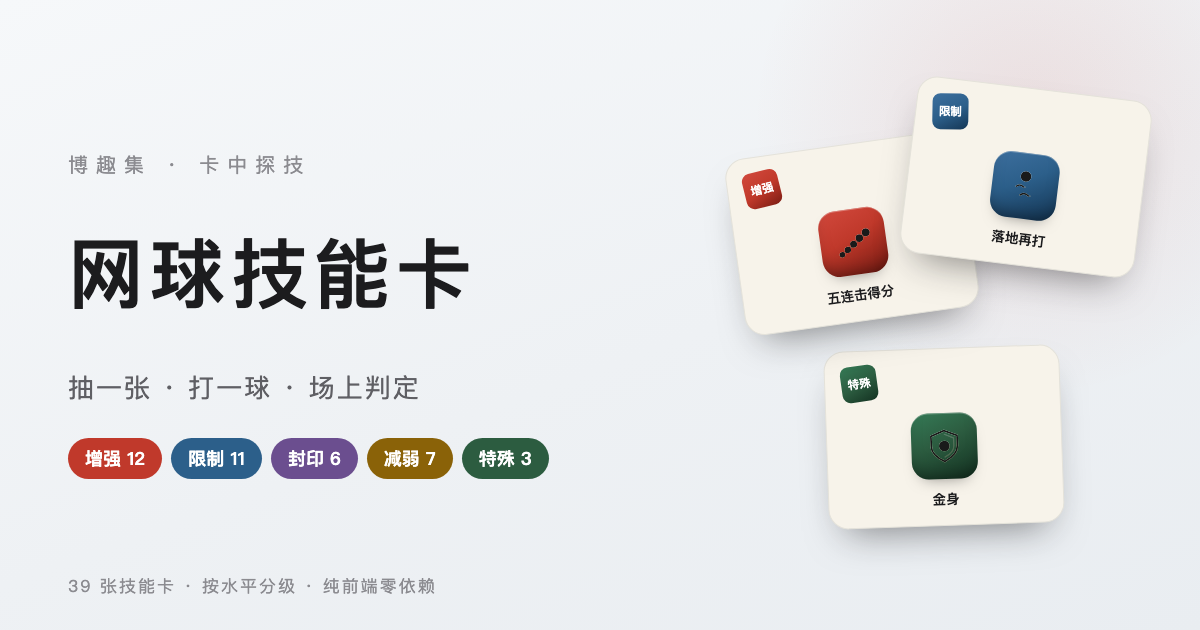 博趣集 · 卡中探技
网球技能卡
抽一张 · 打一球 · 场上判定
增强 12 限制 11 封印 6 减弱 7 特殊 3
39 张技能卡 · 按水平分级 · 纯前端零依赖
增强
五连击得分
限制
落地再打
特殊
金身